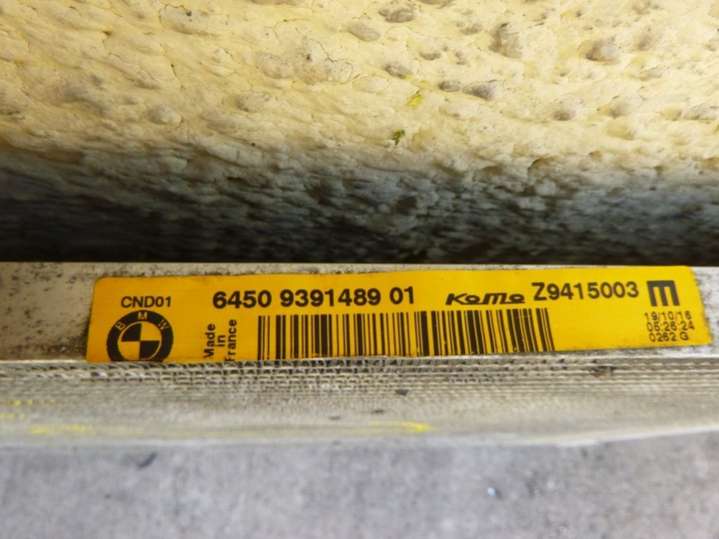 CND01 6450 9391489 01 KoMo Z9415003 m
BMW
Made
in
France
19/10/16
05:26:24
0262 G